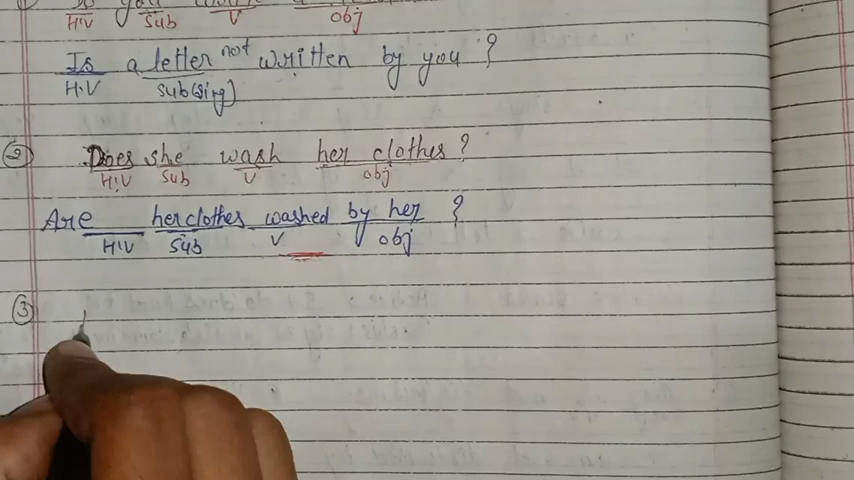 you
H.V Sub V obj
Is a letter not written by you ?
H.V Sub(sing)
② Does she wash her clothes ?
H.V Sub V obj
Are her clothes washed by her ?
H.V Sub V obj
③